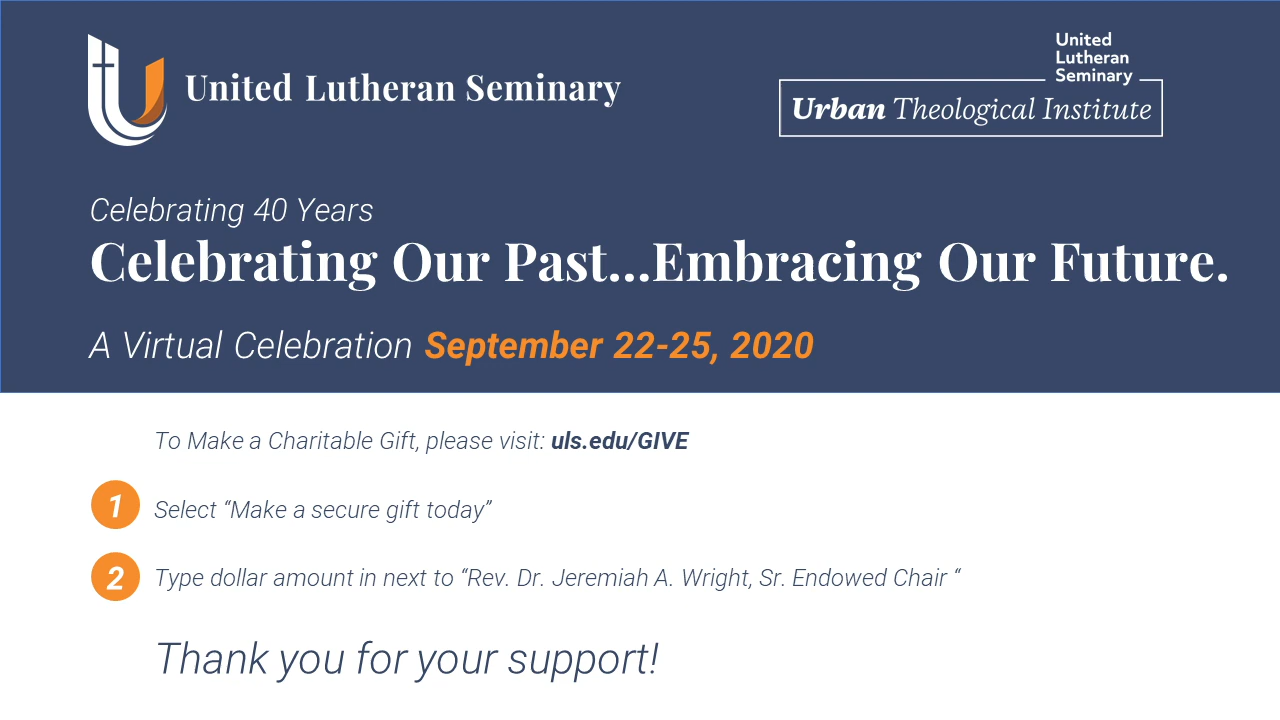 United Lutheran Seminary
United
Lutheran
Seminary
Urban Theological Institute
Celebrating 40 Years
Celebrating Our Past...Embracing Our Future.
A Virtual Celebration September 22-25, 2020
To Make a Charitable Gift, please visit: uls.edu/GIVE
1 Select “Make a secure gift today”
2 Type dollar amount in next to “Rev. Dr. Jeremiah A. Wright, Sr. Endowed Chair “
Thank you for your support!